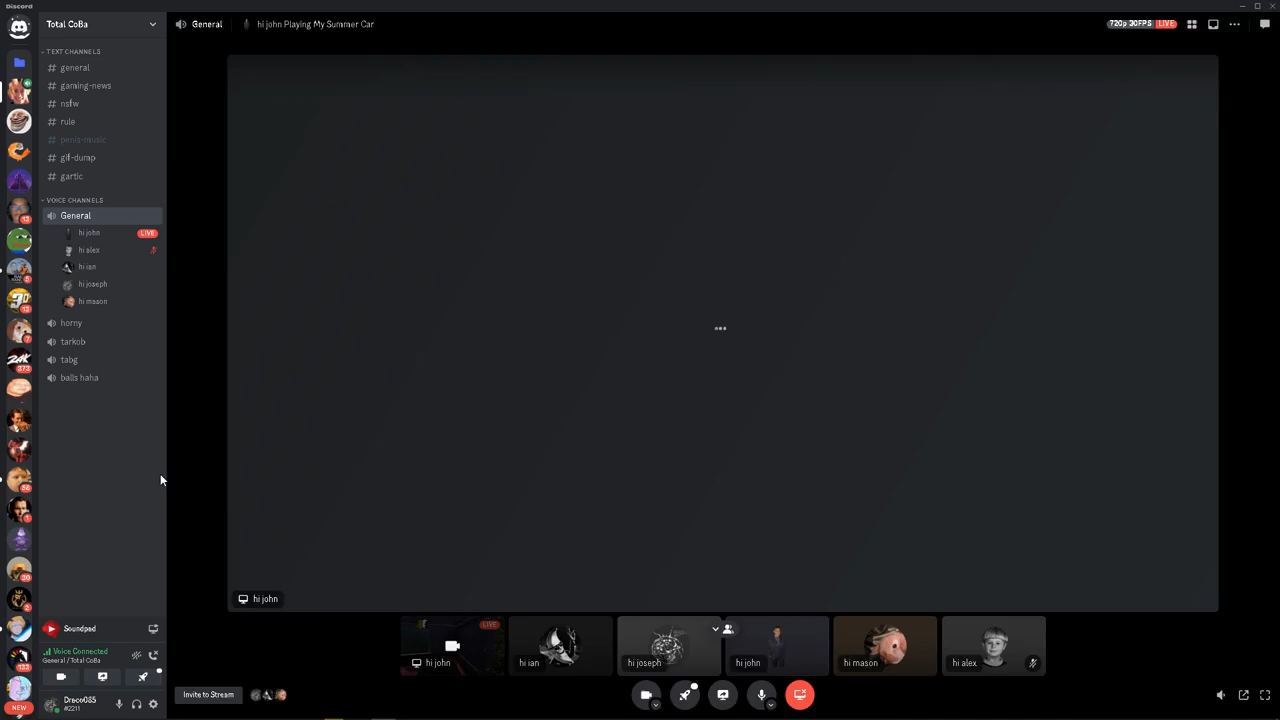 Discord
Total CoBa
General
hi john Playing My Summer Car
720p 30FPS LIVE
TEXT CHANNELS
# general
# gaming-news
# nsfw
# rule
# penis-music
# gif-dump
# gartic
VOICE CHANNELS
General
hi john LIVE
hi alex
hi ian
hi joseph
hi mason
horny
tarkob
tabg
balls haha
hi john
Soundpad
Voice Connected
General / Total CoBa
Draco085
#2211
NEW
LIVE
hi john
hi ian
hi joseph
hi john
hi mason
hi alex
Invite to Stream